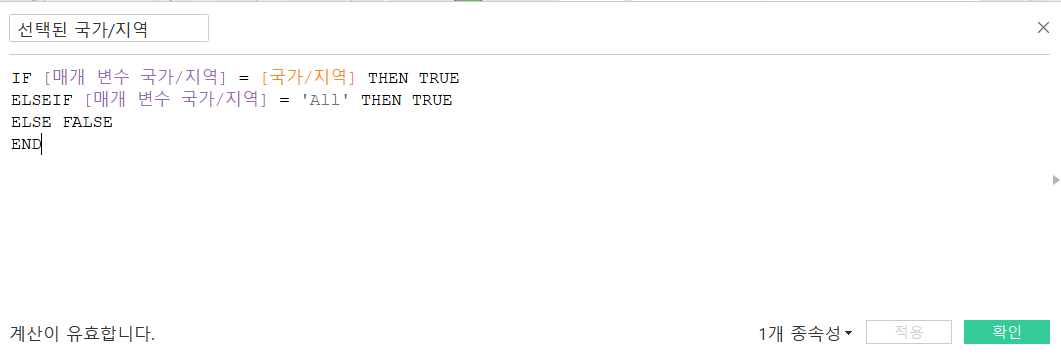 선택된 국가/지역
IF [매개 변수 국가/지역] = [국가/지역] THEN TRUE
ELSEIF [매개 변수 국가/지역] = 'All' THEN TRUE
ELSE FALSE
END
계산이 유효합니다.
1개 종속성
적용
확인